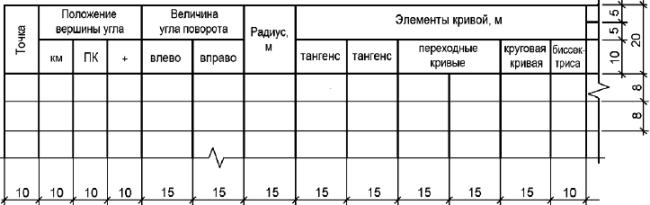 Точка
Положение
вершины угла
Величина
угла поворота
Радиус,
м
Элементы кривой, м
км
ПК
+
влево
вправо
тангенс
тангенс
переходные
кривые
круговая
кривая
биссек-
триса
5
5
10
20
8
8
10 10 10 10 15 15 15 15 15 15 15 15 10